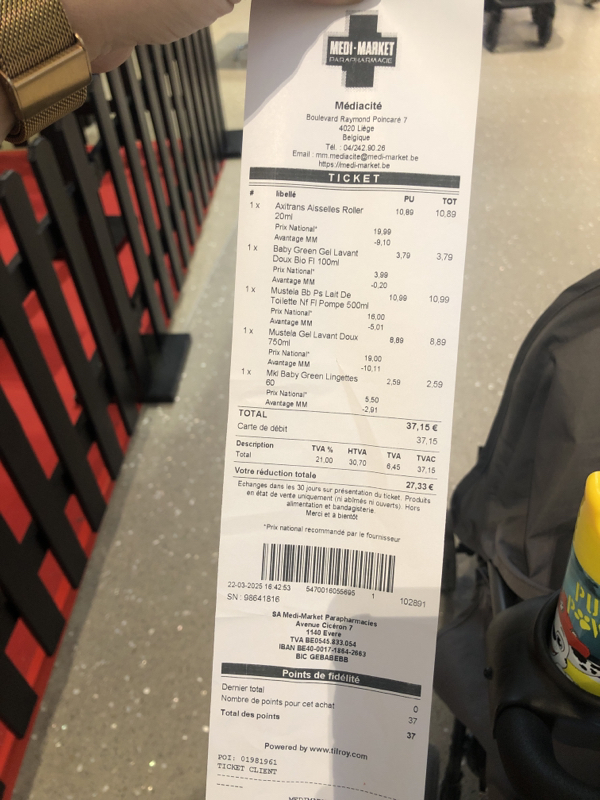 MEDI-MARKET
PARAPHARMACIE
Médiacité
Boulevard Raymond Poincaré 7
4020 Liège
Belgique
Tél. : 04/242.90.26
Email : mm.mediacite@medi-market.be
https://medi-market.be
TICKET
# libellé PU TOT
1 x Axitrans Aisselles Roller 10,89 10,89
20ml
Prix National* 19,99
Avantage MM -9,10
1 x Baby Green Gel Lavant 3,79 3,79
Doux Bio Fl 100ml
Prix National* 3,99
Avantage MM -0,20
1 x Mustela Bb Ps Lait De 10,99 10,99
Toilette Nf Fl Pompe 500ml
Prix National* 16,00
Avantage MM -5,01
1 x Mustela Gel Lavant Doux 8,89 8,89
750ml
Prix National* 19,00
Avantage MM -10,11
1 x Mkl Baby Green Lingettes 2,59 2,59
60
Prix National* 5,50
Avantage MM -2,91
TOTAL 37,15 €
Carte de débit 37,15
Description TVA % HTVA TVA TVAC
Total 21,00 30,70 6,45 37,15
Votre réduction totale 27,33 €
Echanges dans les 30 jours sur présentation du ticket. Produits
en état de vente uniquement (ni abîmés ni ouverts). Hors
alimentation et bandagisterie.
Merci et à bientôt
*Prix national recommandé par le fournisseur
22-03-2025 16:42:53 5470016055695 1 102891
SN : 98641816
SA Medi-Market Parapharmacies
Avenue Cicéron 7
1140 Evere
TVA BE0545.833.054
IBAN BE40-0017-1864-2663
BIC GEBABEBB
Points de fidélité
Dernier total 0
Nombre de points pour cet achat 37
Total des points 37
Powered by www.tilroy.com
POI: 01981961
TICKET CLIENT